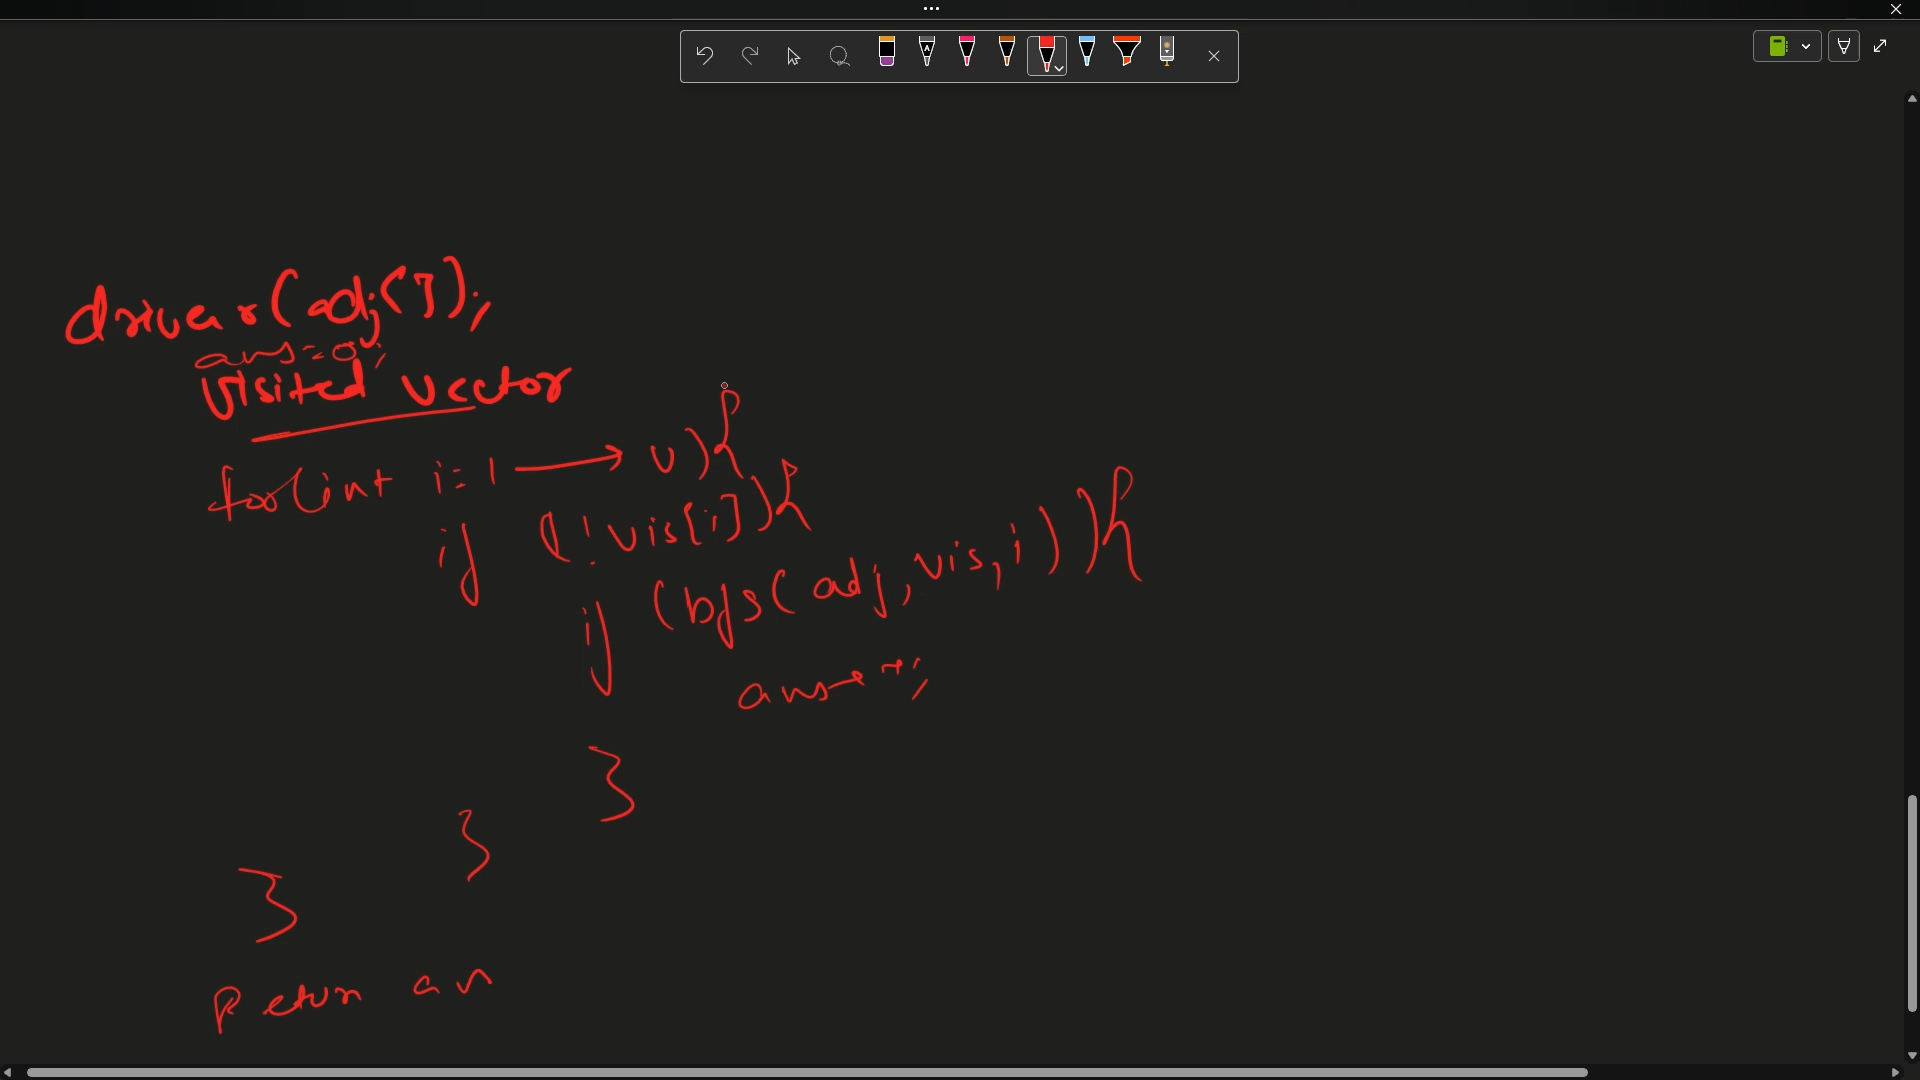 driver(adj[]);
ans=0;
visited vector
for(int i=1 → v){
if (!vis[i]){
if (bfs(adj,vis,i)){
ans++;
}
}
}
Return an